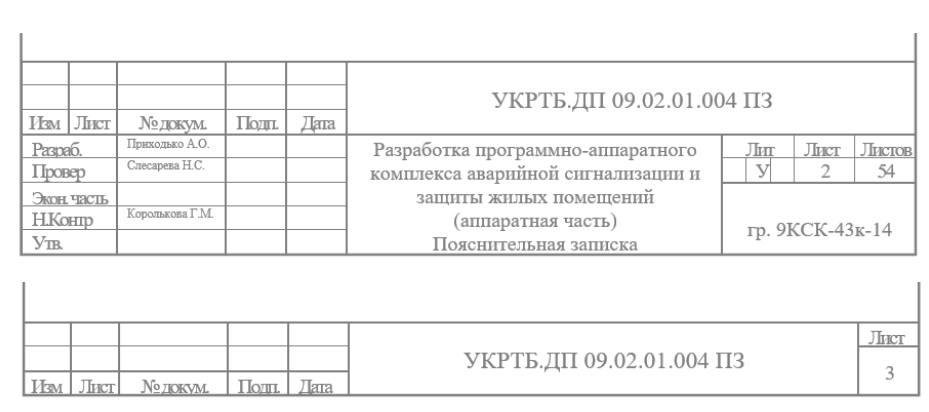 УКРТБ.ДП 09.02.01.004 ПЗ
Изм Лист № докум. Подп. Дата
Разраб. Приходько А.О.
Провер Слесарева Н.С.
Экон. часть
Н.Контр Королькова Г.М.
Утв.
Разработка программно-аппаратного
комплекса аварийной сигнализации и
защиты жилых помещений
(аппаратная часть)
Пояснительная записка
Лит Лист Листов
У 2 54
гр. 9КСК-43к-14
УКРТБ.ДП 09.02.01.004 ПЗ
Изм Лист № докум. Подп. Дата
Лист
3